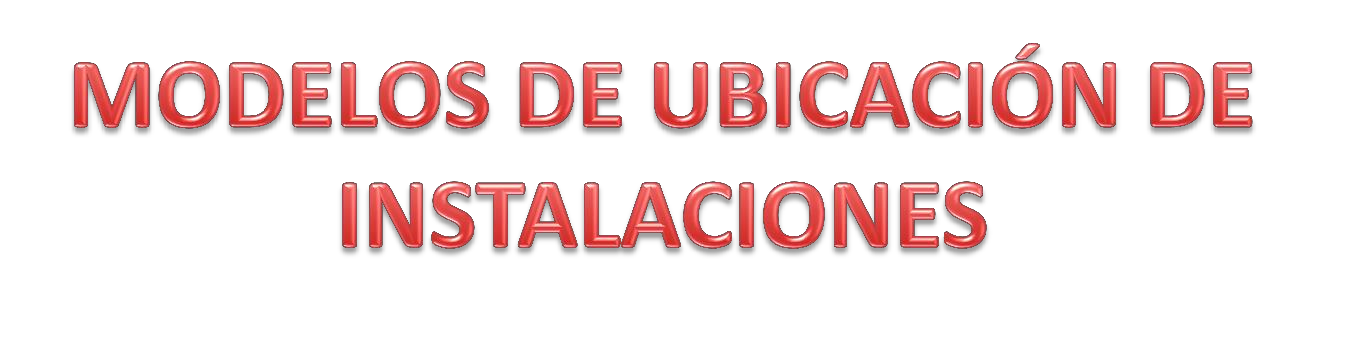 MODELOS DE UBICACIÓN DE
INSTALACIONES